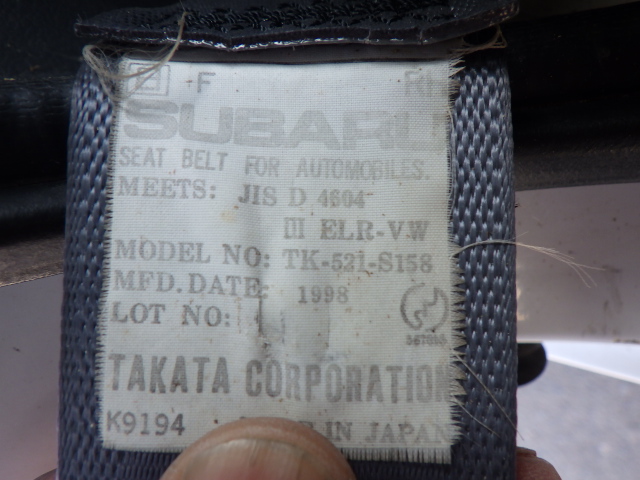 F RI
SUBARU
SEAT BELT FOR AUTOMOBILES.
MEETS: JIS D 4604
III ELR-V.W
MODEL NO: TK-521-S158
MFD.DATE: 1998
LOT NO:
TAKATA CORPORATION
K9194 IN JAPAN